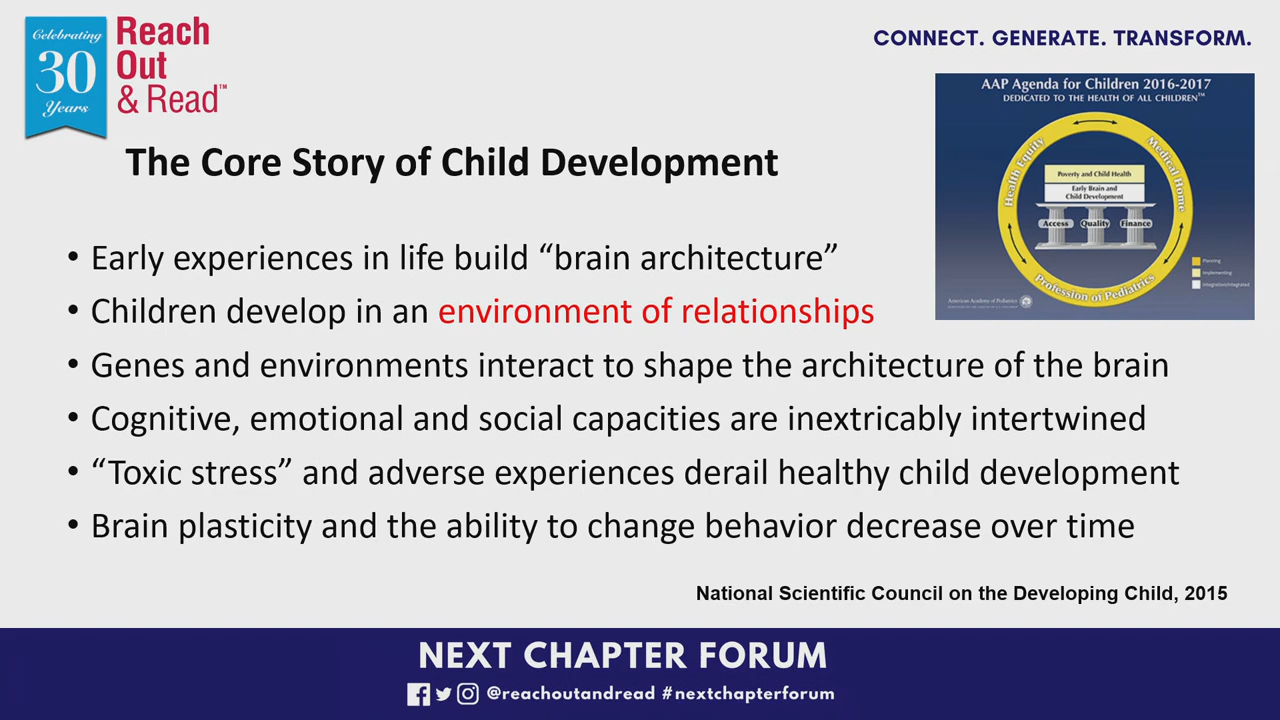 Celebrating
30
Years
Reach
Out
& Read™
CONNECT. GENERATE. TRANSFORM.
AAP Agenda for Children 2016-2017
DEDICATED TO THE HEALTH OF ALL CHILDREN™
Health Equity
Medical Home
Poverty and Child Health
Early Brain and
Child Development
Access
Quality
Finance
Profession of Pediatrics
Planning
Implementing
Integration/Integrated
American Academy of Pediatrics
The Core Story of Child Development
• Early experiences in life build “brain architecture”
• Children develop in an environment of relationships
• Genes and environments interact to shape the architecture of the brain
• Cognitive, emotional and social capacities are inextricably intertwined
• “Toxic stress” and adverse experiences derail healthy child development
• Brain plasticity and the ability to change behavior decrease over time
National Scientific Council on the Developing Child, 2015
NEXT CHAPTER FORUM
@reachoutandread #nextchapterforum